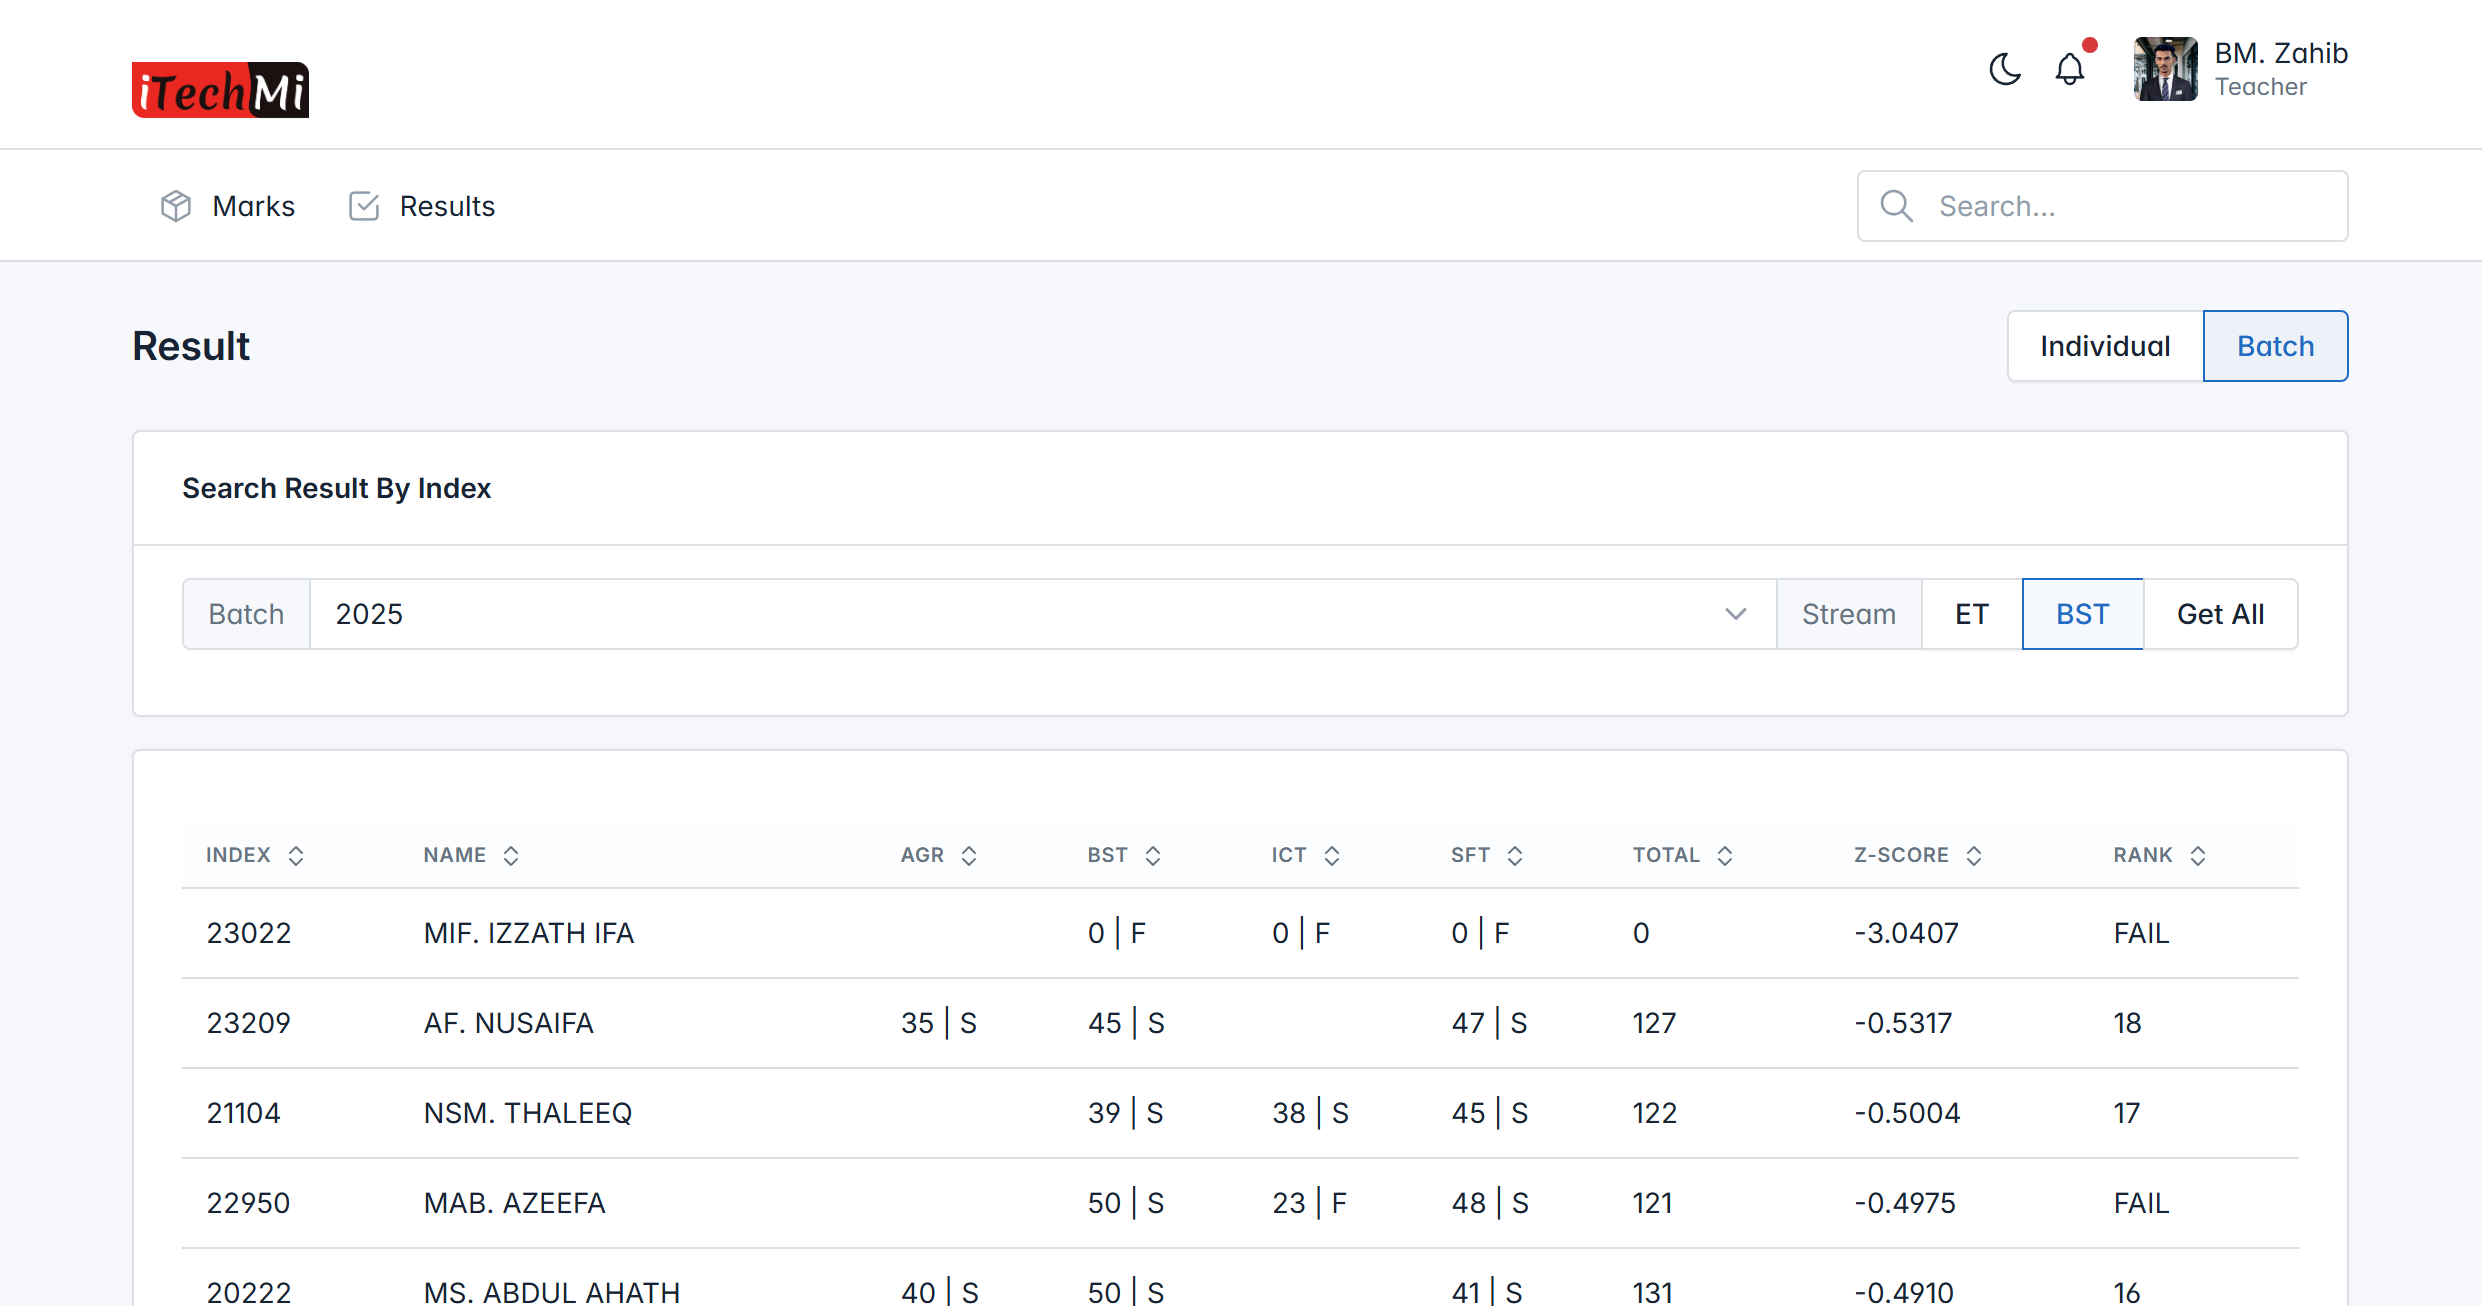 iTechMi
BM. Zahib
Teacher
Marks
Results
Search...
Result
Individual
Batch
Search Result By Index
Batch 2025 Stream ET BST Get All
INDEX NAME AGR BST ICT SFT TOTAL Z-SCORE RANK
23022 MIF. IZZATH IFA 0 | F 0 | F 0 | F 0 -3.0407 FAIL
23209 AF. NUSAIFA 35 | S 45 | S 47 | S 127 -0.5317 18
21104 NSM. THALEEQ 39 | S 38 | S 45 | S 122 -0.5004 17
22950 MAB. AZEEFA 50 | S 23 | F 48 | S 121 -0.4975 FAIL
20222 MS. ABDUL AHATH 40 | S 50 | S 41 | S 131 -0.4910 16